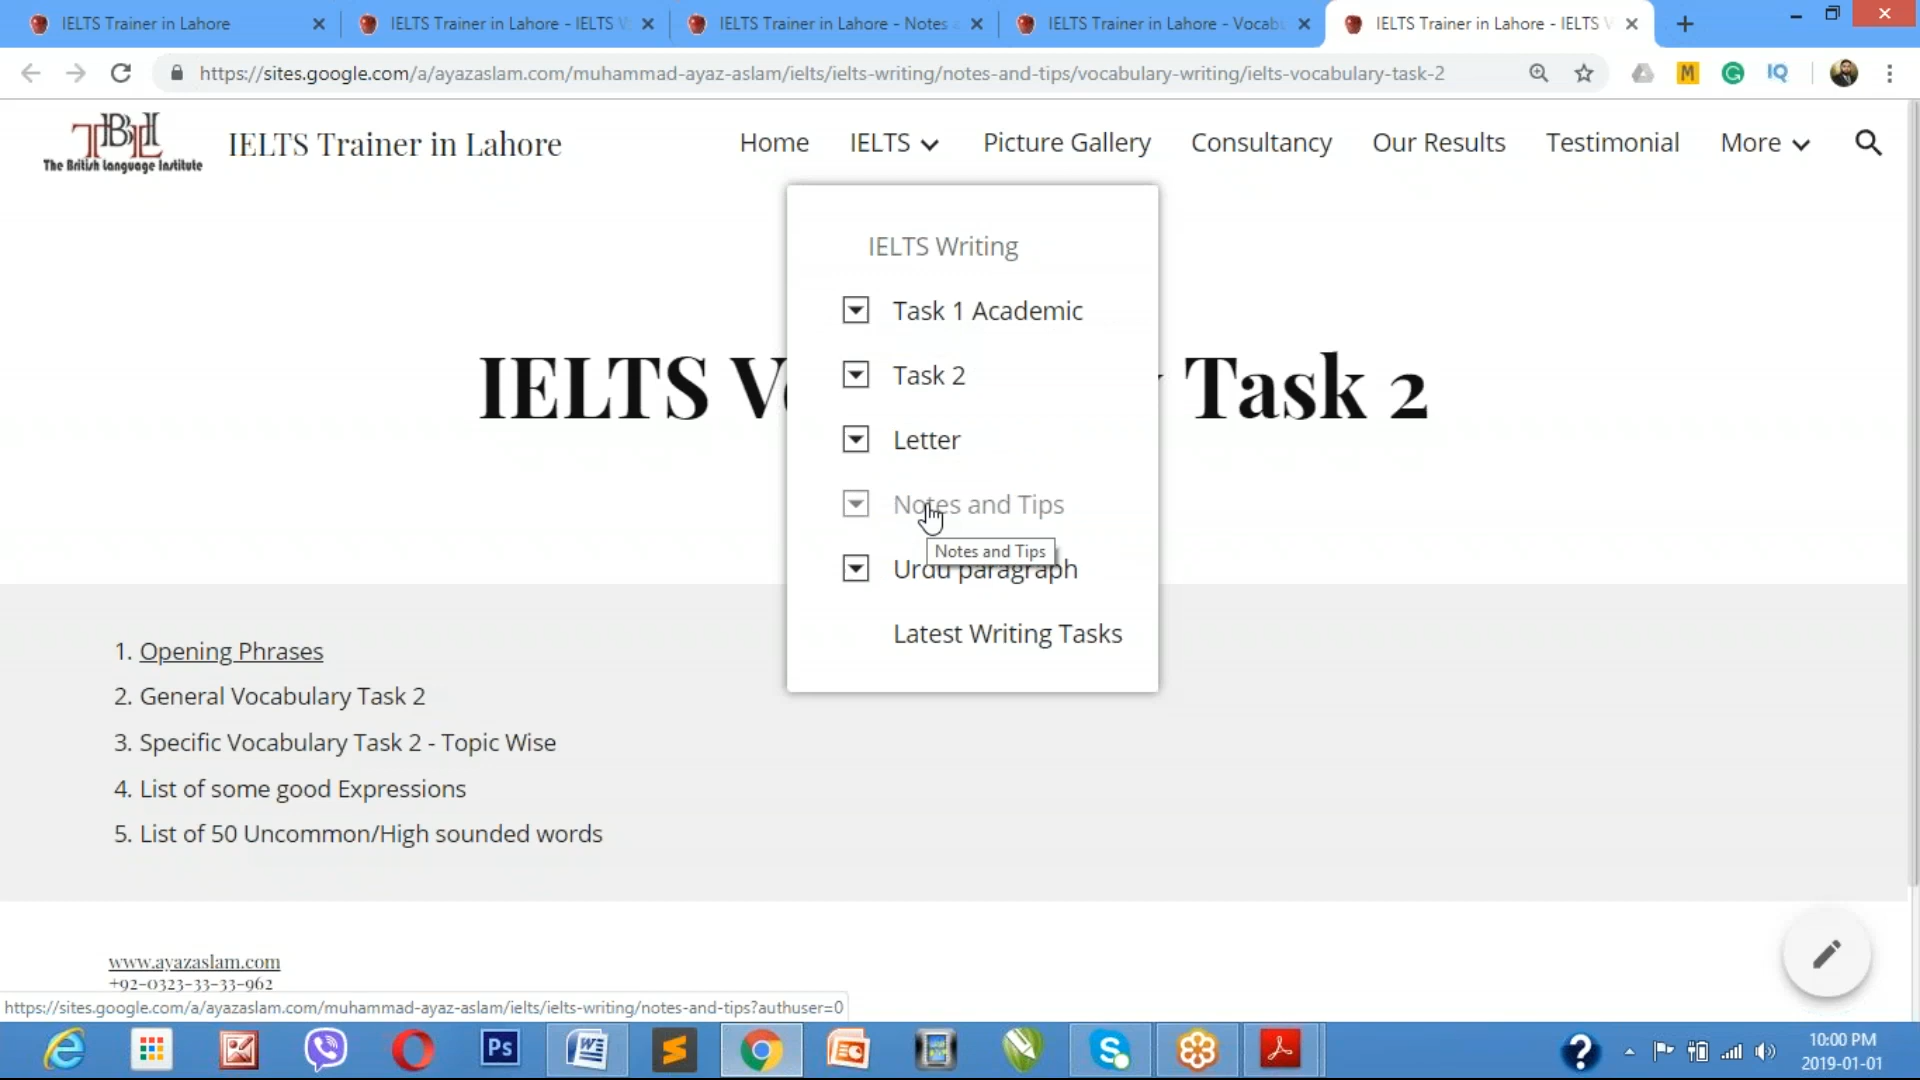 IELTS Trainer in Lahore
IELTS Trainer in Lahore - IELTS V
IELTS Trainer in Lahore - Notes a
IELTS Trainer in Lahore - Vocabu
IELTS Trainer in Lahore - IELTS V
https://sites.google.com/a/ayazaslam.com/muhammad-ayaz-aslam/ielts/ielts-writing/notes-and-tips/vocabulary-writing/ielts-vocabulary-task-2
M
G
IQ
TBLI
The British Language Institute
IELTS Trainer in Lahore
Home
IELTS
Picture Gallery
Consultancy
Our Results
Testimonial
More
IELTS Writing
Task 1 Academic
Task 2
Letter
Notes and Tips
Notes and Tips
Urdu paragraph
Latest Writing Tasks
IELTS V Task 2
1. Opening Phrases
2. General Vocabulary Task 2
3. Specific Vocabulary Task 2 - Topic Wise
4. List of some good Expressions
5. List of 50 Uncommon/High sounded words
www.ayazaslam.com
+92-0323-33-33-962
https://sites.google.com/a/ayazaslam.com/muhammad-ayaz-aslam/ielts/ielts-writing/notes-and-tips?authuser=0
Ps
10:00 PM
2019-01-01